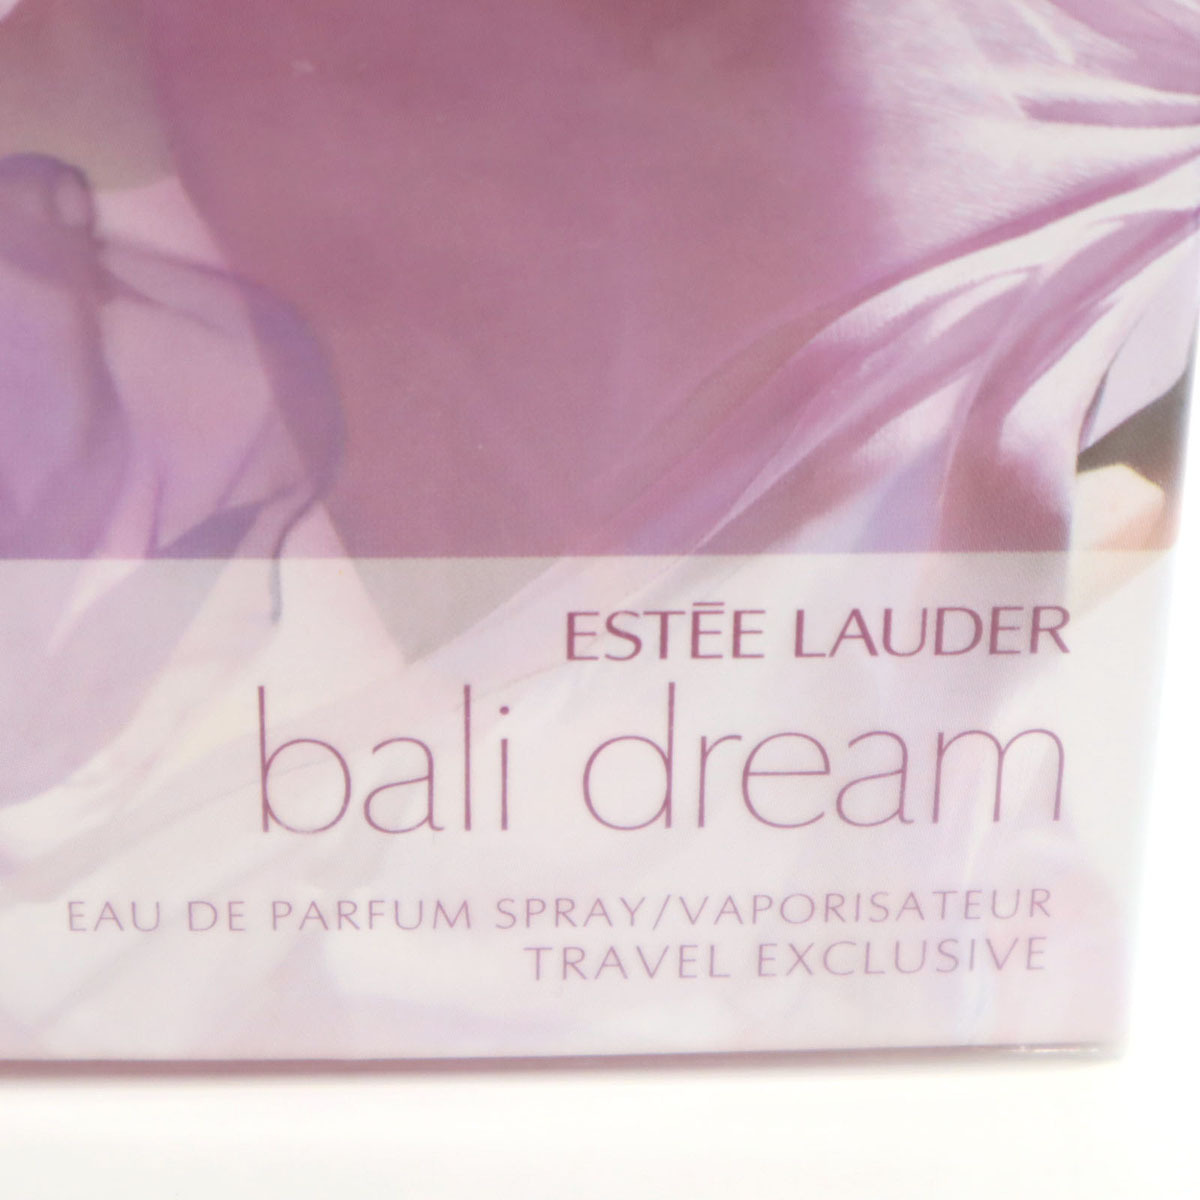 ESTĒE LAUDER
bali dream
EAU DE PARFUM SPRAY/VAPORISATEUR
TRAVEL EXCLUSIVE